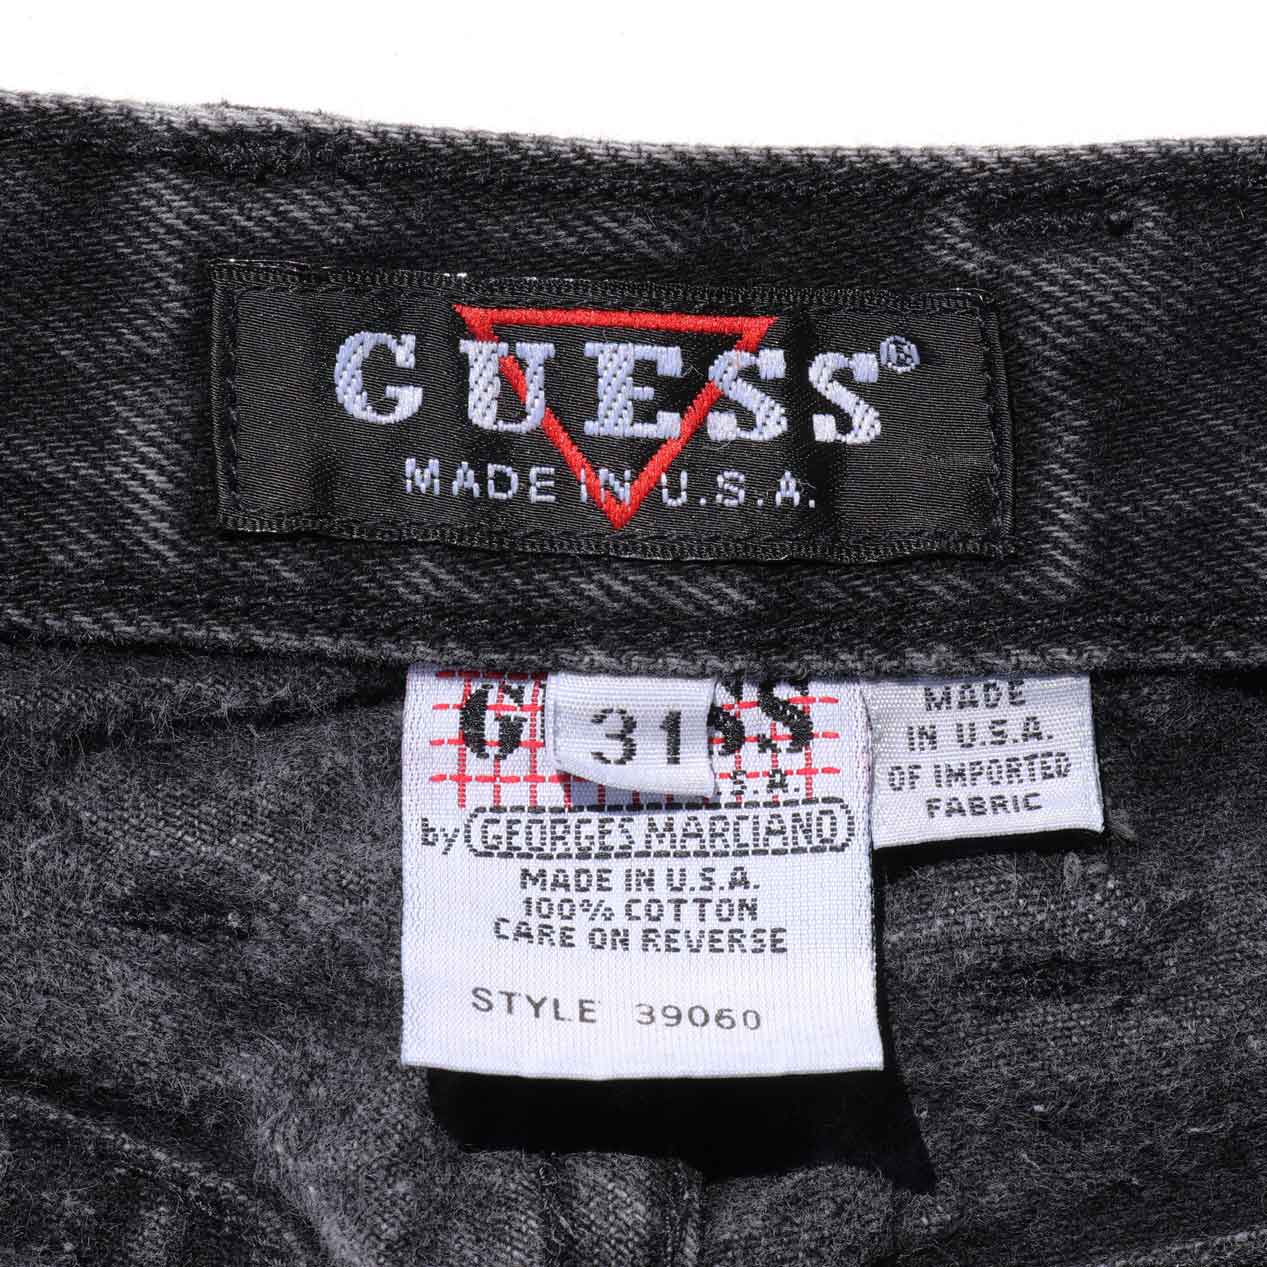 GUESS®
MADE IN U.S.A.
31
by GEORGES MARCIANO
MADE IN U.S.A.
100% COTTON
CARE ON REVERSE
STYLE 39060
MADE
IN U.S.A.
OF IMPORTED
FABRIC